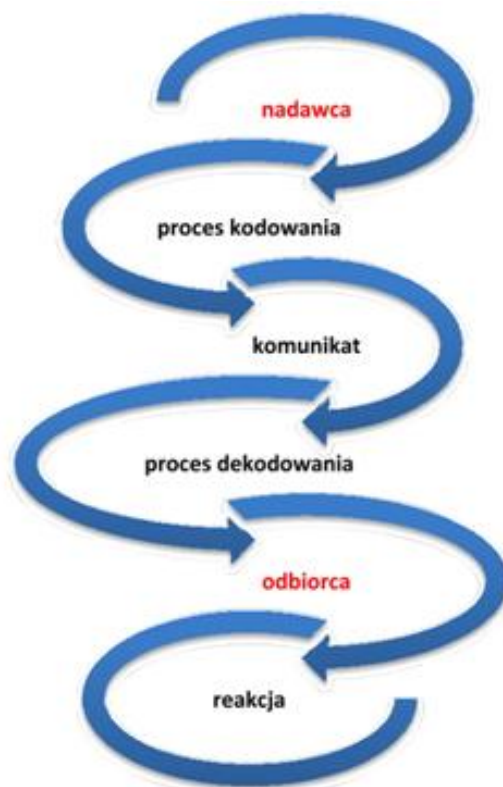 nadawca
proces kodowania
komunikat
proces dekodowania
odbiorca
reakcja